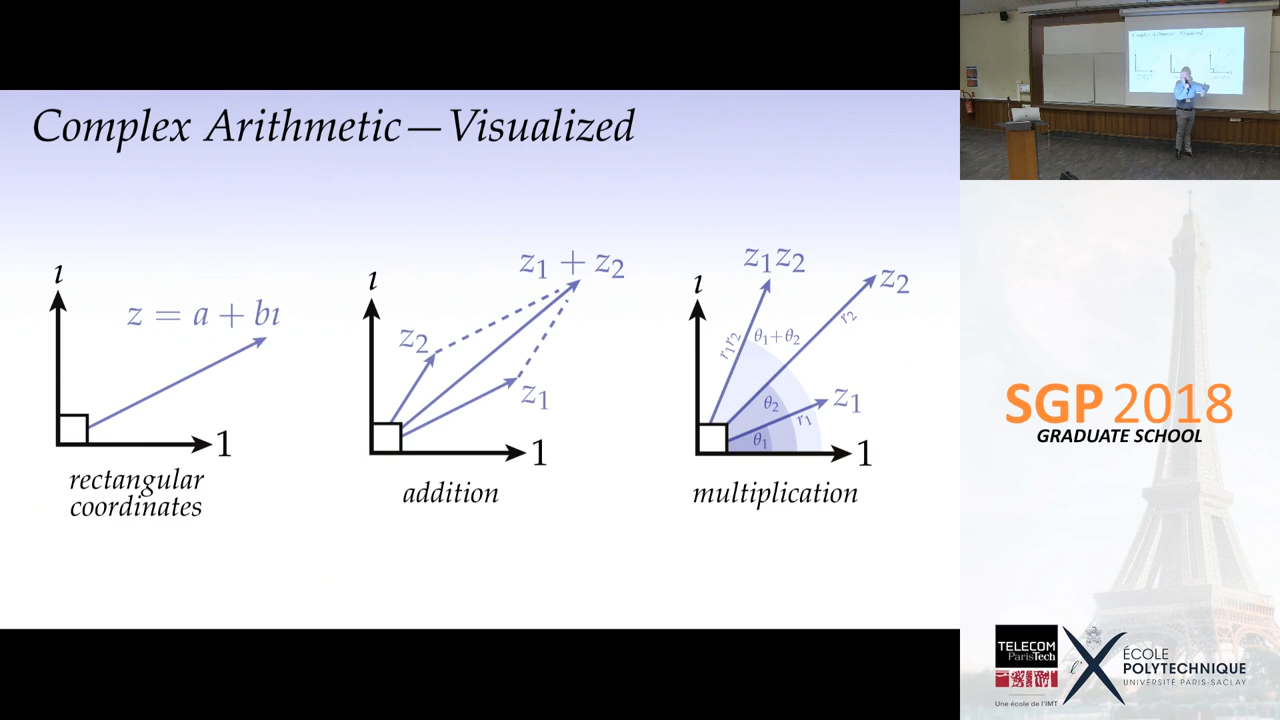 Complex Arithmetic—Visualized
ı
z = a + bı
1
rectangular
coordinates
ı
z₁ + z₂
z₂
z₁
1
addition
ı
z₁z₂
z₂
r₂
r₁r₂
θ₁+θ₂
θ₂
z₁
r₁
θ₁
1
multiplication
SGP 2018
GRADUATE SCHOOL
TELECOM
ParisTech
Une école de l'IMT
l'X
ÉCOLE
POLYTECHNIQUE
UNIVERSITÉ PARIS-SACLAY